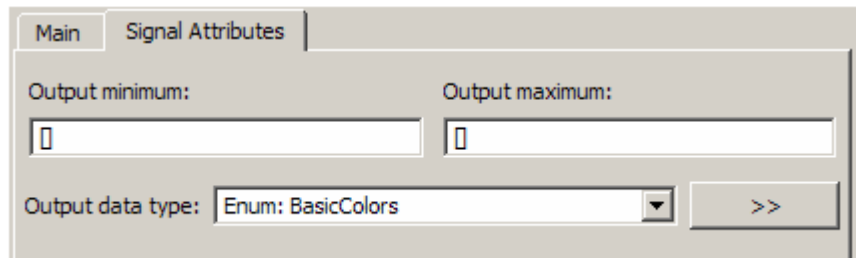 Main Signal Attributes
Output minimum: Output maximum:
[] []
Output data type: Enum: BasicColors >>